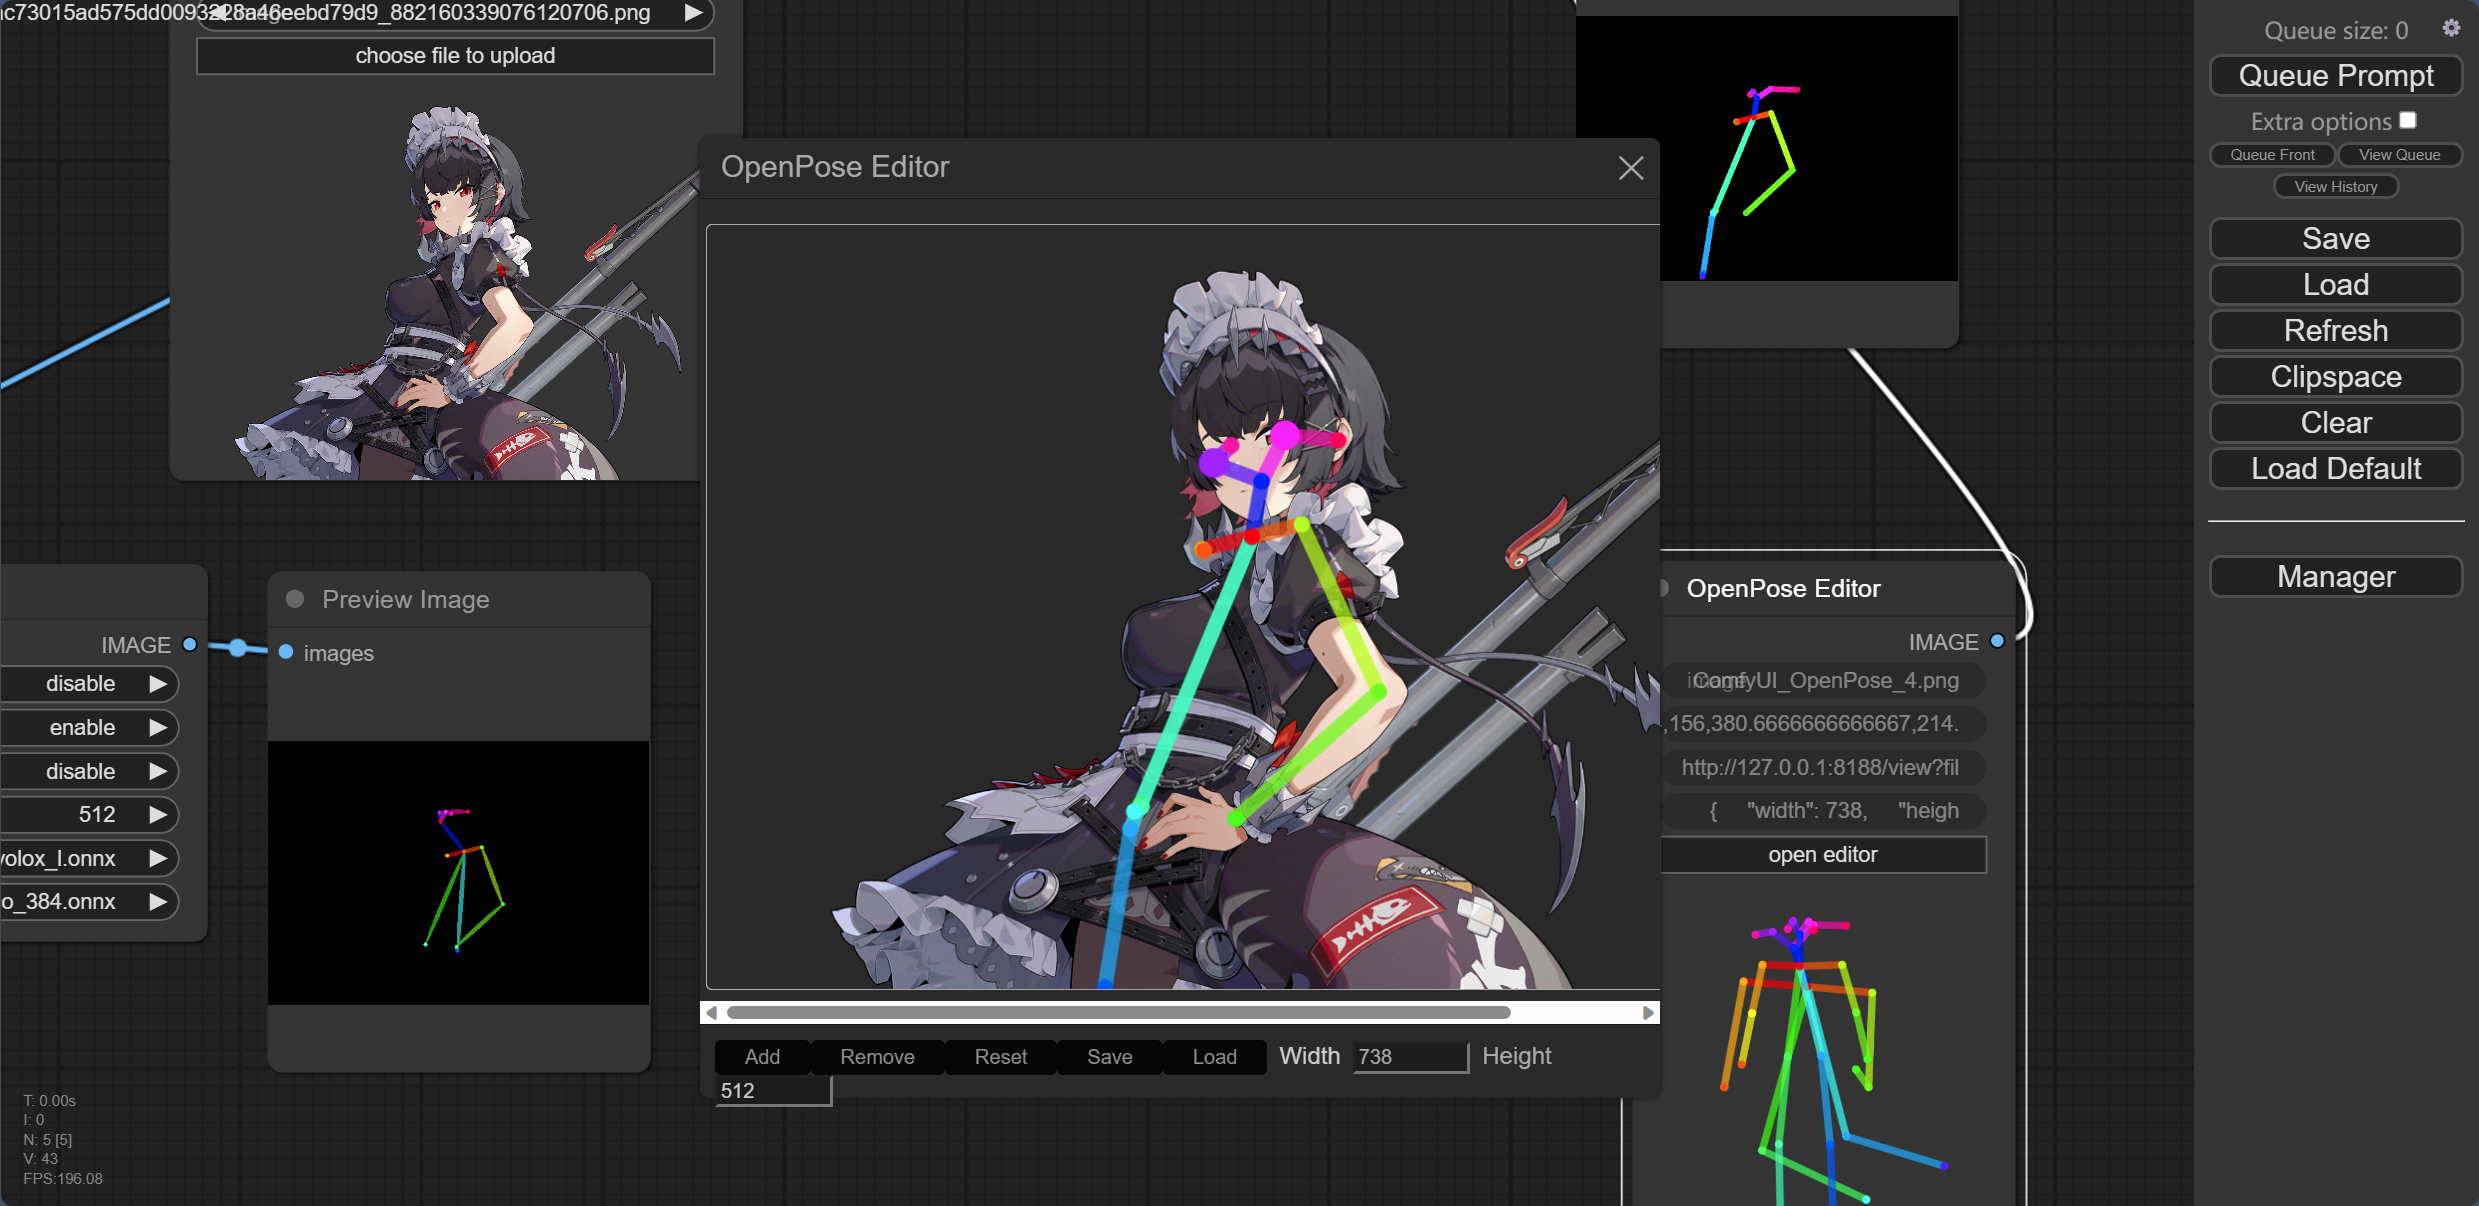 choose file to upload
OpenPose Editor
Add
Remove
Reset
Save
Load
Width
738
Height
512
IMAGE
disable
enable
disable
512
yolox_l.onnx
o_384.onnx
Preview Image
images
T: 0.00s
I: 0
N: 5 [5]
V: 43
FPS:196.08
OpenPose Editor
IMAGE
ComfyUI_OpenPose_4.png
,156,380.6666666666667,214.
http://127.0.0.1:8188/view?fil
{ "width": 738, "heigh
open editor
Queue size: 0
Queue Prompt
Extra options
Queue Front
View Queue
View History
Save
Load
Refresh
Clipspace
Clear
Load Default
Manager